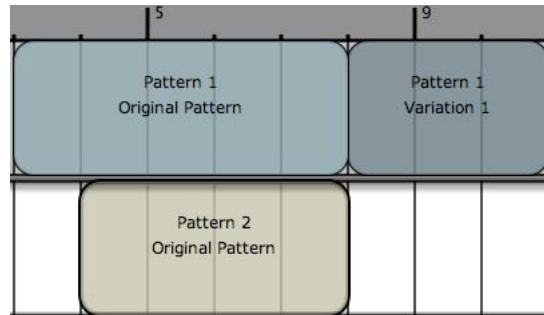 5
9
Pattern 1
Original Pattern
Pattern 1
Variation 1
Pattern 2
Original Pattern